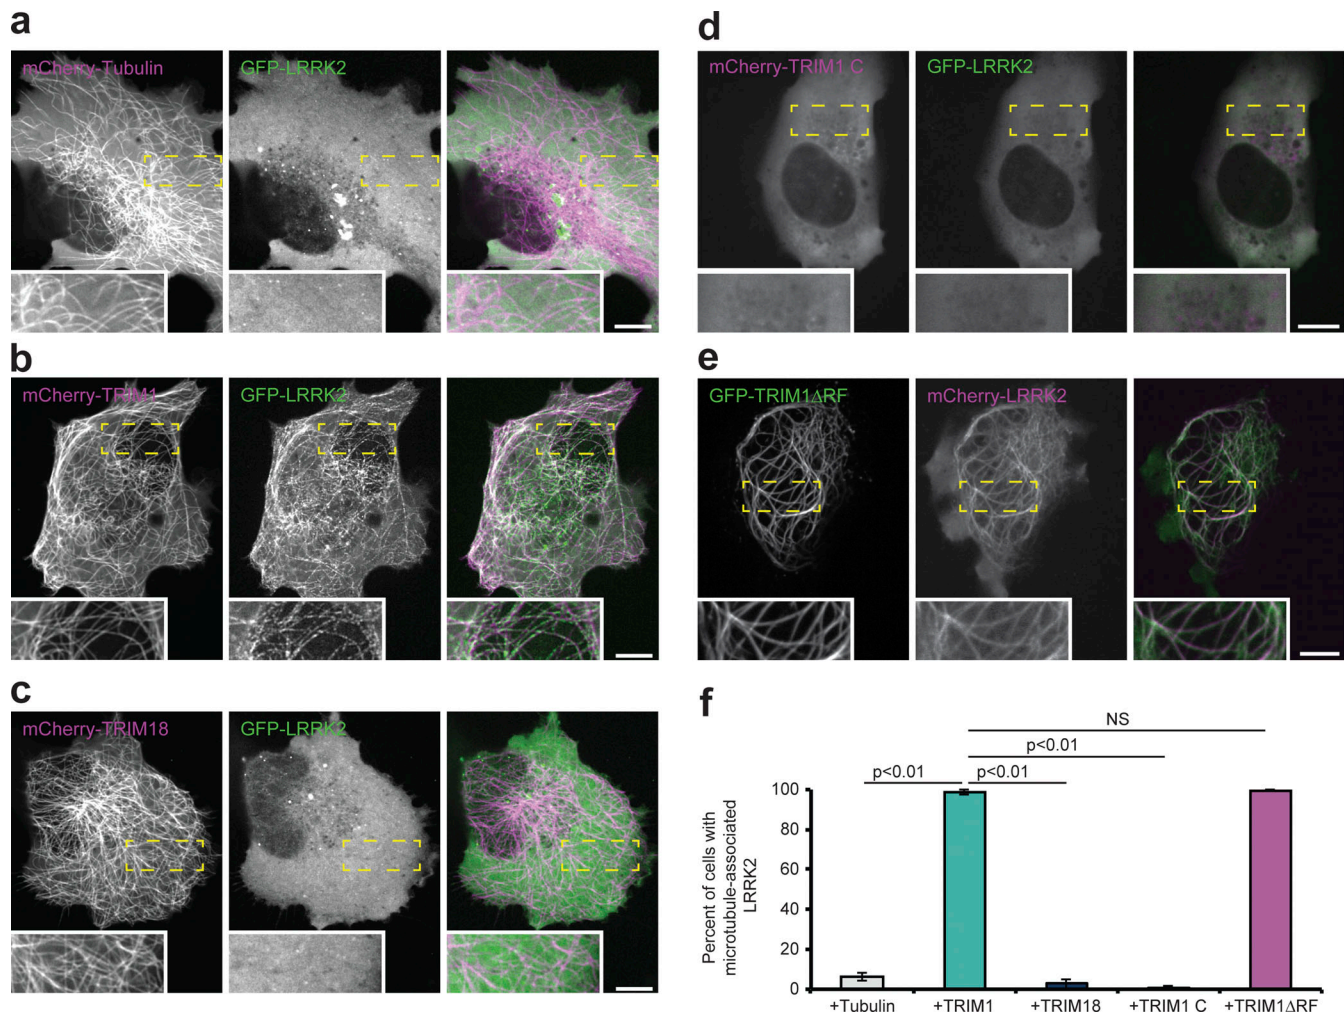 a
mCherry-Tubulin
GFP-LRRK2
b
mCherry-TRIM1
GFP-LRRK2
c
mCherry-TRIM18
GFP-LRRK2
d
mCherry-TRIM1 C
GFP-LRRK2
e
GFP-TRIM1ΔRF
mCherry-LRRK2
f
NS
p<0.01
p<0.01
p<0.01
Percent of cells with
microtubule-associated
LRRK2
100
80
60
40
20
0
+Tubulin
+TRIM1
+TRIM18
+TRIM1 C
+TRIM1ΔRF